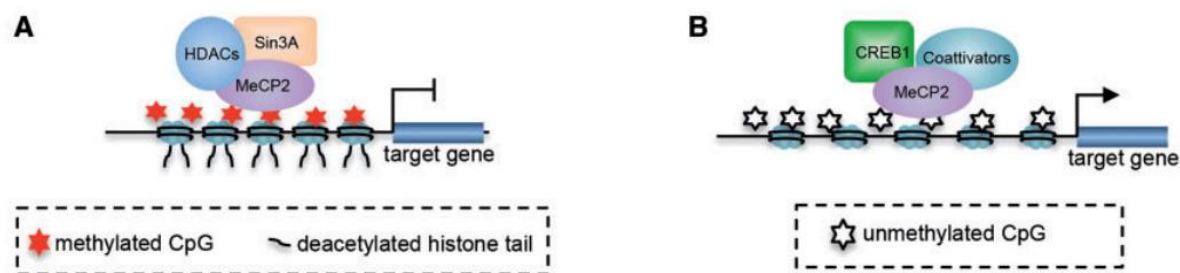 A
HDACs
Sin3A
MeCP2
target gene
methylated CpG
deacetylated histone tail
B
CREB1
Coattivators
MeCP2
target gene
unmethylated CpG